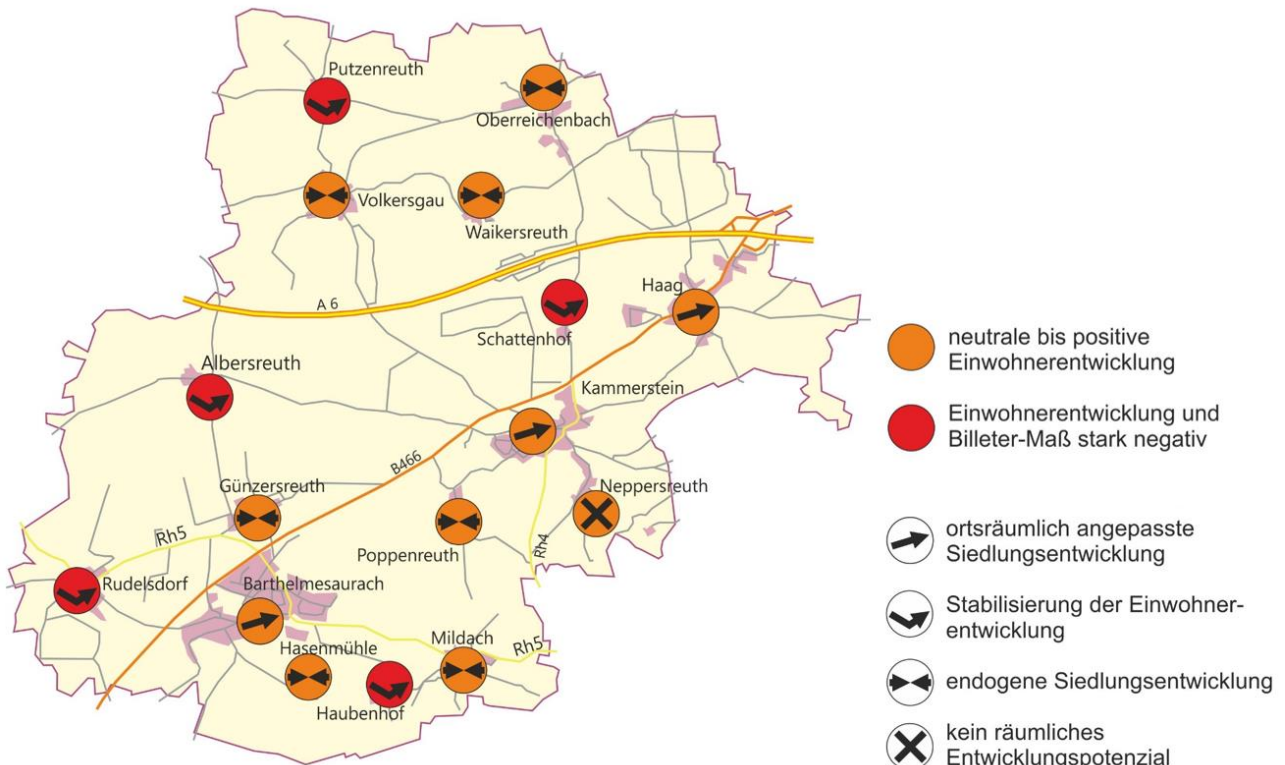 Putzenreuth
Oberreichenbach
Volkersgau
Waikersreuth
A 6
Haag
Schattenhof
Albersreuth
Kammerstein
B466
Günzersreuth
Neppersreuth
Poppenreuth
Rh5
Rh4
Rudelsdorf
Barthelmesaurach
Hasenmühle
Mildach
Rh5
Haubenhof
neutrale bis positive
Einwohnerentwicklung
Einwohnerentwicklung und
Billeter-Maß stark negativ
ortsräumlich angepasste
Siedlungsentwicklung
Stabilisierung der Einwohner-
entwicklung
endogene Siedlungsentwicklung
kein räumliches
Entwicklungspotenzial